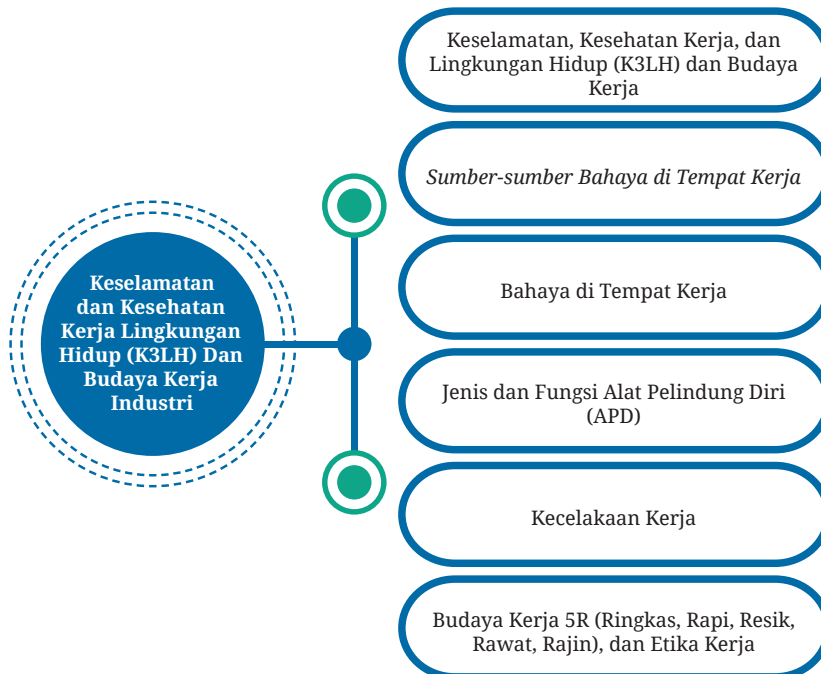 Keselamatan, Kesehatan Kerja, dan
Lingkungan Hidup (K3LH) dan Budaya
Kerja
Sumber-sumber Bahaya di Tempat Kerja
Keselamatan
dan Kesehatan
Kerja Lingkungan
Hidup (K3LH) Dan
Budaya Kerja
Industri
Bahaya di Tempat Kerja
Jenis dan Fungsi Alat Pelindung Diri
(APD)
Kecelakaan Kerja
Budaya Kerja 5R (Ringkas, Rapi, Resik,
Rawat, Rajin), dan Etika Kerja